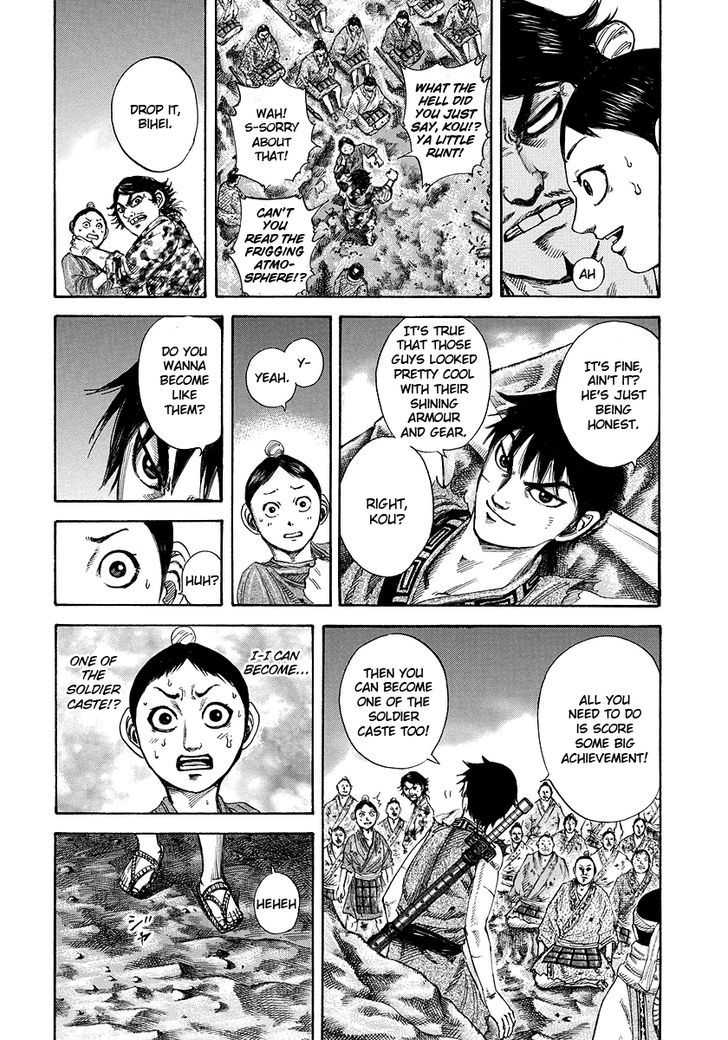 AH
WHAT THE
HELL DID
YOU JUST
SAY, KOU!?
YA LITTLE
RUNT!
WAH!
S-SORRY
ABOUT
THAT!
CAN'T
YOU
READ THE
FRIGGING
ATMO-
SPHERE!?
DROP IT,
BIHEI.
IT'S FINE,
AIN'T IT?
HE'S JUST
BEING
HONEST.
IT'S TRUE
THAT THOSE
GUYS LOOKED
PRETTY COOL
WITH THEIR
SHINING
ARMOUR
AND GEAR.
RIGHT,
KOU?
Y-
YEAH.
DO YOU
WANNA
BECOME
LIKE
THEM?
HUH?
ALL YOU
NEED TO DO
IS SCORE
SOME BIG
ACHIEVEMENT!
THEN YOU
CAN BECOME
ONE OF THE
SOLDIER
CASTE TOO!
I-I CAN
BECOME...
ONE OF
THE
SOLDIER
CASTE!?
HEHEH
ジャ